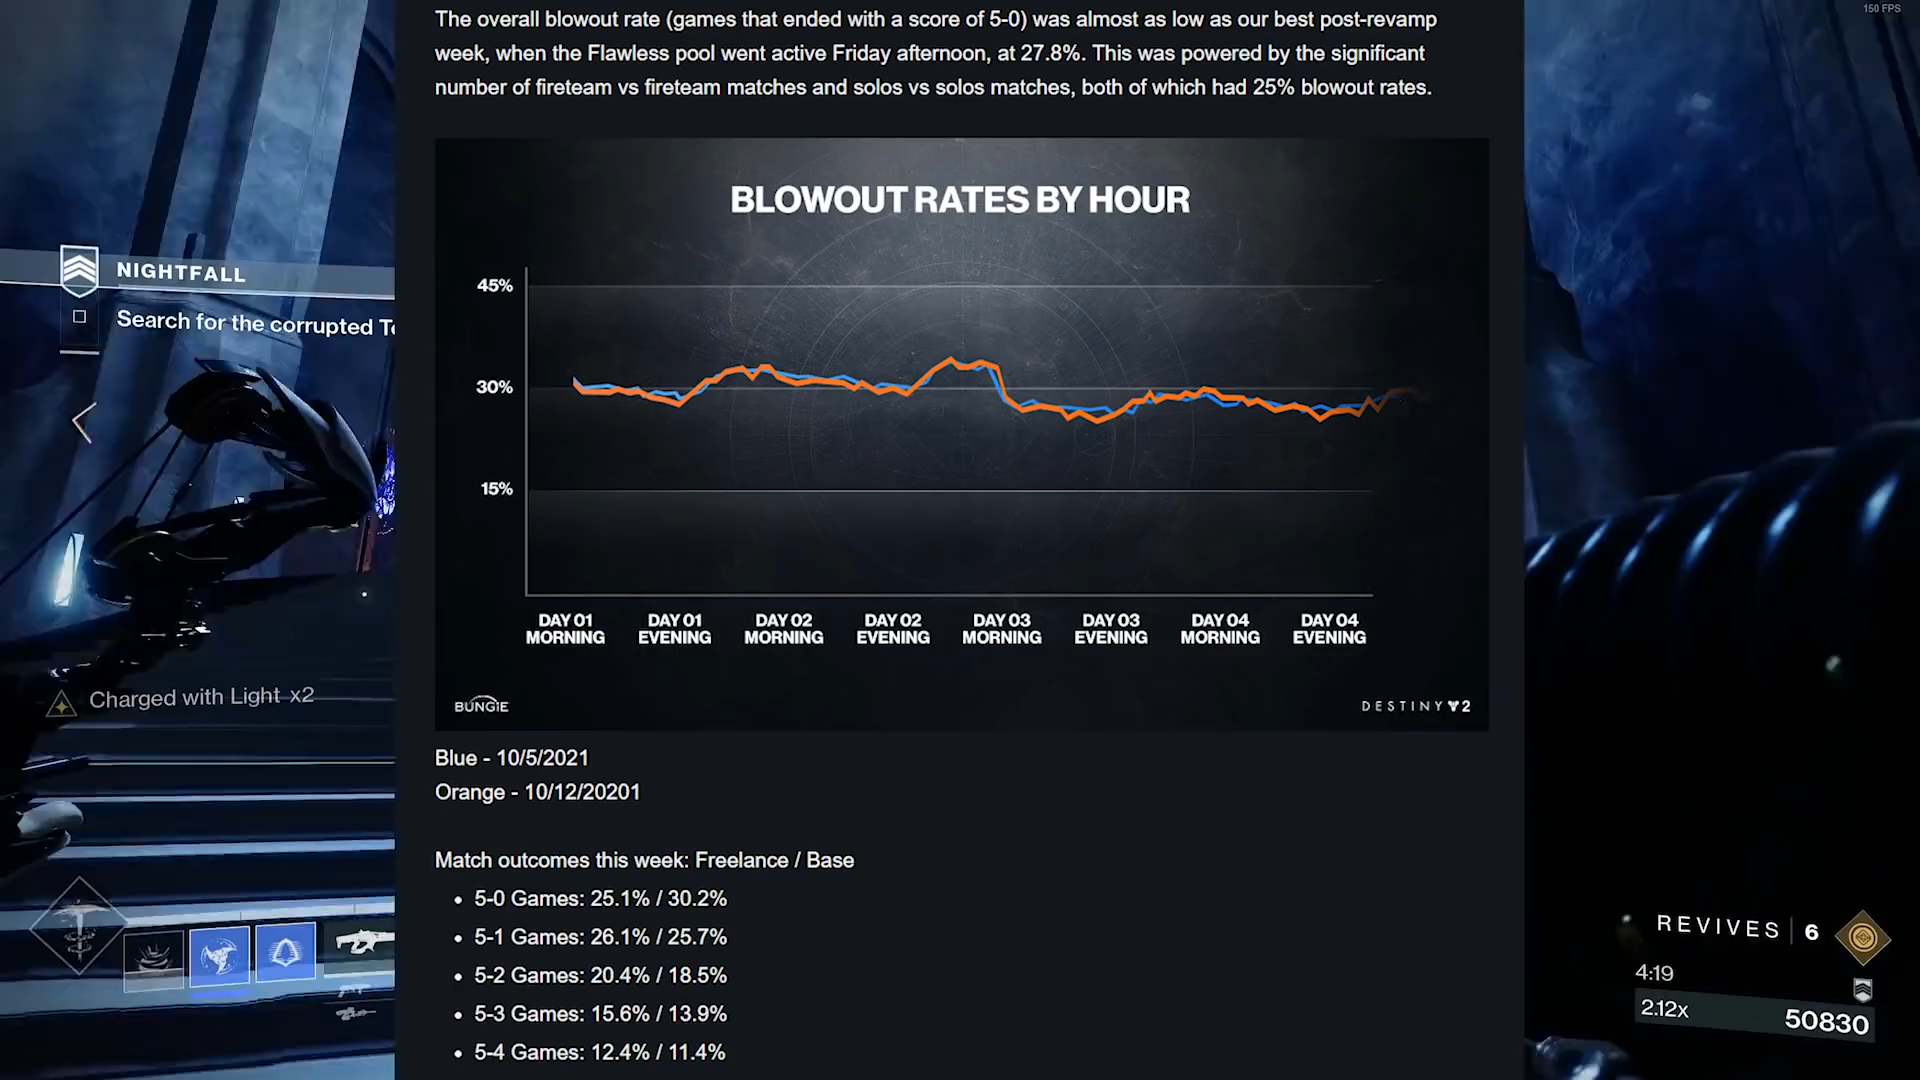 150 FPS
The overall blowout rate (games that ended with a score of 5-0) was almost as low as our best post-revamp
week, when the Flawless pool went active Friday afternoon, at 27.8%. This was powered by the significant
number of fireteam vs fireteam matches and solos vs solos matches, both of which had 25% blowout rates.
BLOWOUT RATES BY HOUR
45%
30%
15%
DAY 01 MORNING
DAY 01 EVENING
DAY 02 MORNING
DAY 02 EVENING
DAY 03 MORNING
DAY 03 EVENING
DAY 04 MORNING
DAY 04 EVENING
BUNGiE
DESTINY 2
Blue - 10/5/2021
Orange - 10/12/20201
Match outcomes this week: Freelance / Base
• 5-0 Games: 25.1% / 30.2%
• 5-1 Games: 26.1% / 25.7%
• 5-2 Games: 20.4% / 18.5%
• 5-3 Games: 15.6% / 13.9%
• 5-4 Games: 12.4% / 11.4%
NIGHTFALL
Search for the corrupted Te
Charged with Light x2
REVIVES | 6
4:19
2.12x
50830